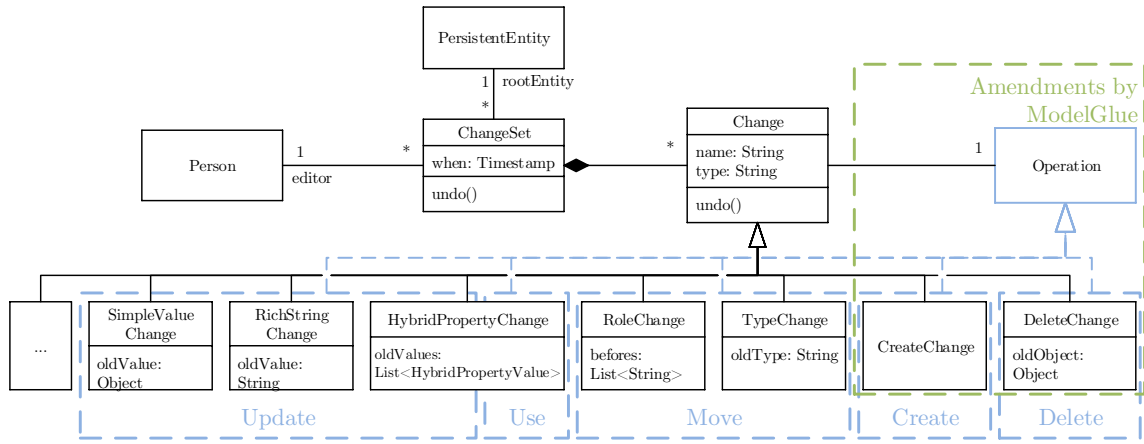 PersistentEntity
1
rootEntity
*
Amendments by
ModelGlue
Person
1
editor
*
ChangeSet
when: Timestamp
undo()
*
Change
name: String
type: String
undo()
1
Operation
...
SimpleValue
Change
oldValue:
Object
RichString
Change
oldValue:
String
HybridPropertyChange
oldValues:
List<HybridPropertyValue>
RoleChange
befores:
List<String>
TypeChange
oldType: String
CreateChange
DeleteChange
oldObject:
Object
Update
Use
Move
Create
Delete